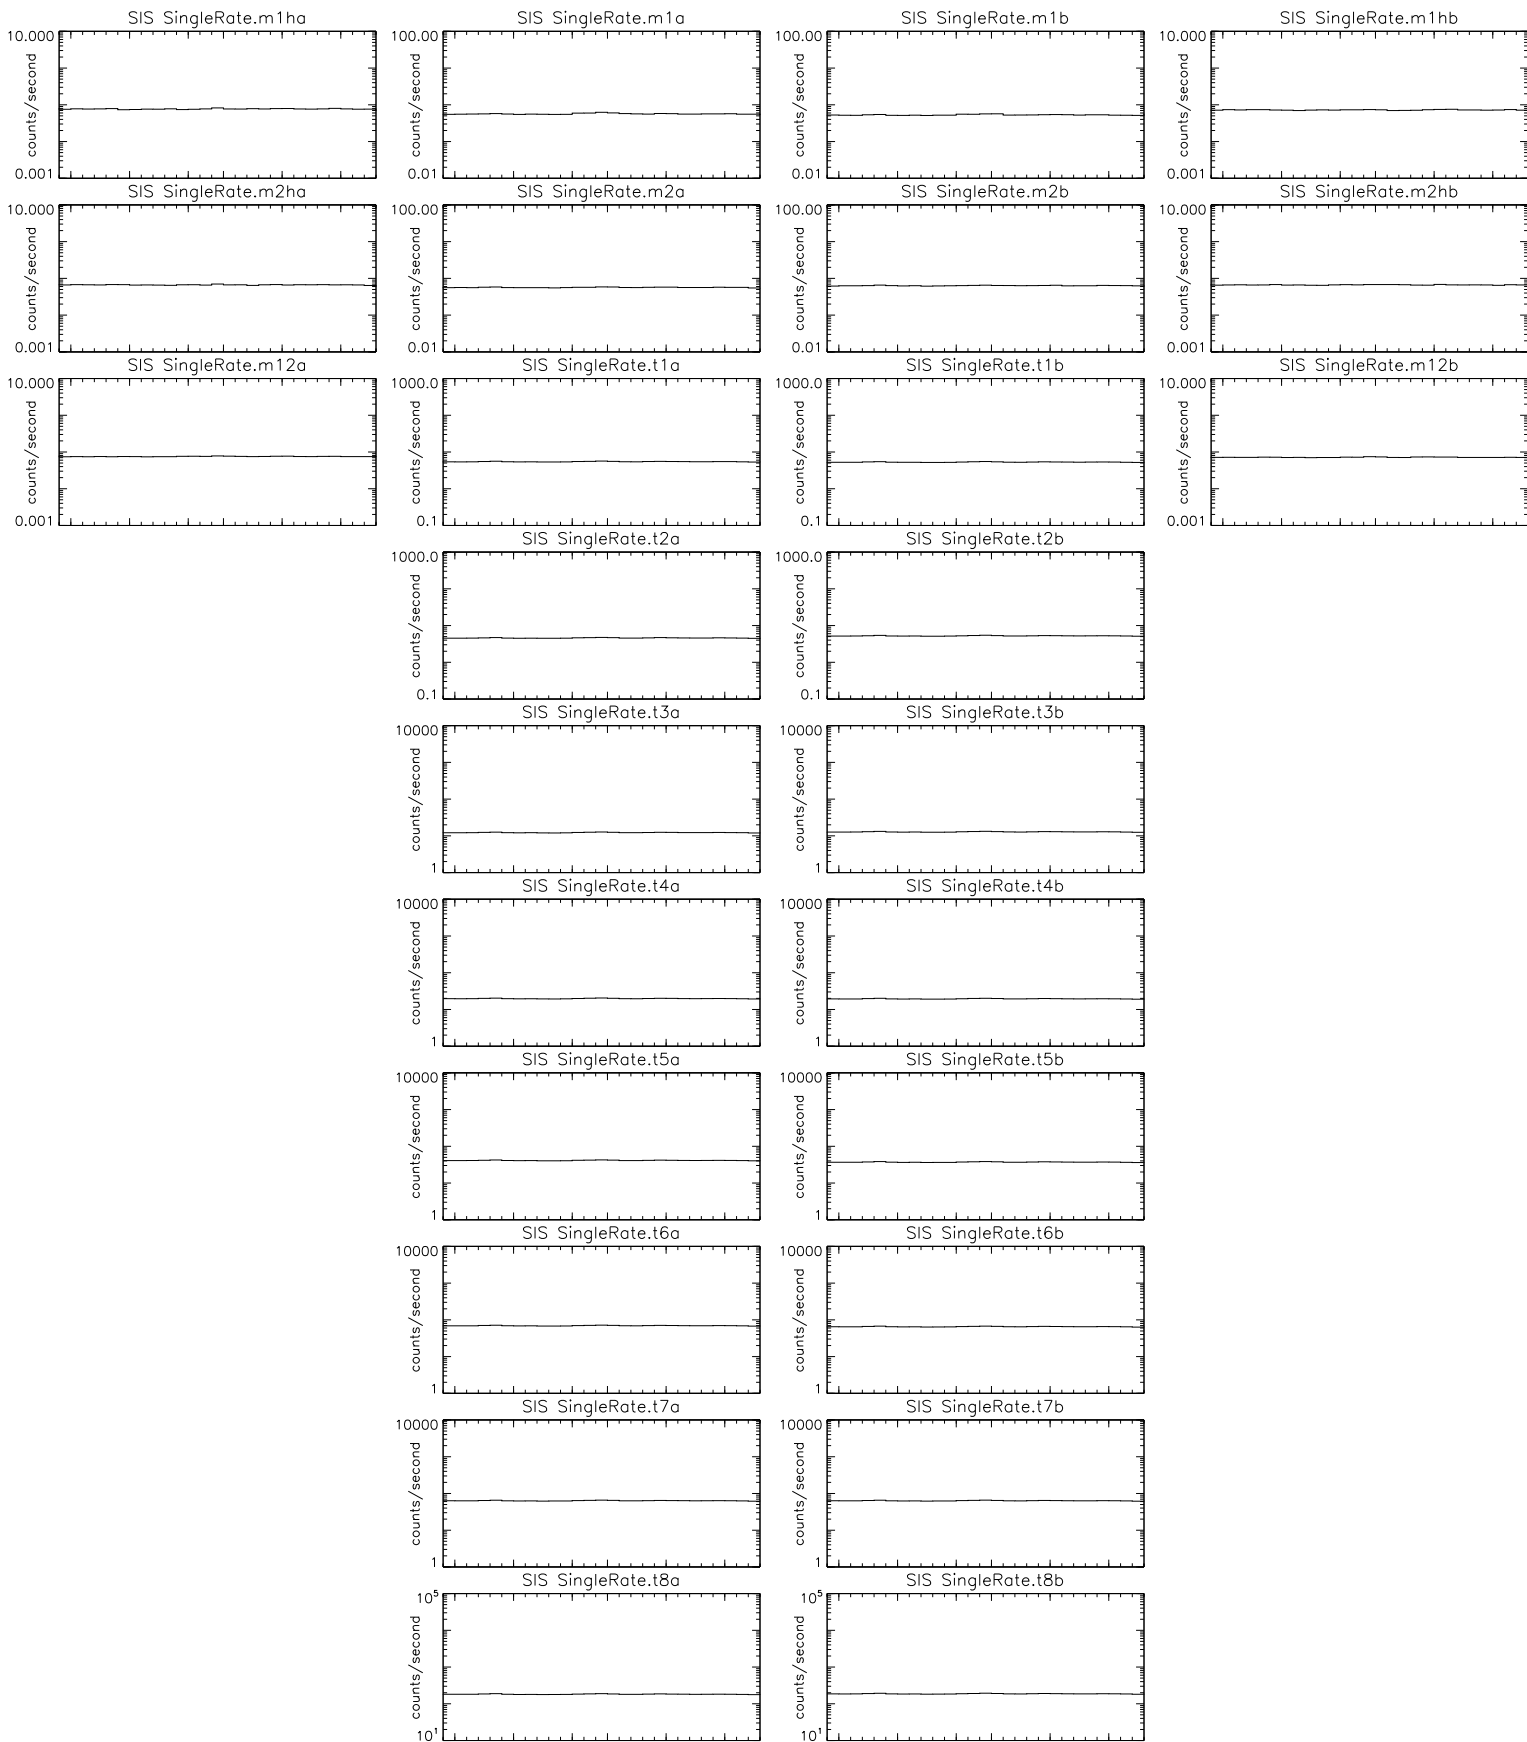 SIS SingleRate.m1ha
10.000
counts/second
0.001
SIS SingleRate.m1a
100.00
counts/second
0.01
SIS SingleRate.m1b
100.00
counts/second
0.01
SIS SingleRate.m1hb
10.000
counts/second
0.001
SIS SingleRate.m2ha
10.000
counts/second
0.001
SIS SingleRate.m2a
100.00
counts/second
0.01
SIS SingleRate.m2b
100.00
counts/second
0.01
SIS SingleRate.m2hb
10.000
counts/second
0.001
SIS SingleRate.m12a
10.000
counts/second
0.001
SIS SingleRate.t1a
1000.0
counts/second
0.1
SIS SingleRate.t1b
1000.0
counts/second
0.1
SIS SingleRate.m12b
10.000
counts/second
0.001
SIS SingleRate.t2a
1000.0
counts/second
0.1
SIS SingleRate.t2b
1000.0
counts/second
0.1
SIS SingleRate.t3a
10000
counts/second
1
SIS SingleRate.t3b
10000
counts/second
1
SIS SingleRate.t4a
10000
counts/second
1
SIS SingleRate.t4b
10000
counts/second
1
SIS SingleRate.t5a
10000
counts/second
1
SIS SingleRate.t5b
10000
counts/second
1
SIS SingleRate.t6a
10000
counts/second
1
SIS SingleRate.t6b
10000
counts/second
1
SIS SingleRate.t7a
10000
counts/second
1
SIS SingleRate.t7b
10000
counts/second
1
SIS SingleRate.t8a
10⁵
counts/second
10¹
SIS SingleRate.t8b
10⁵
counts/second
10¹